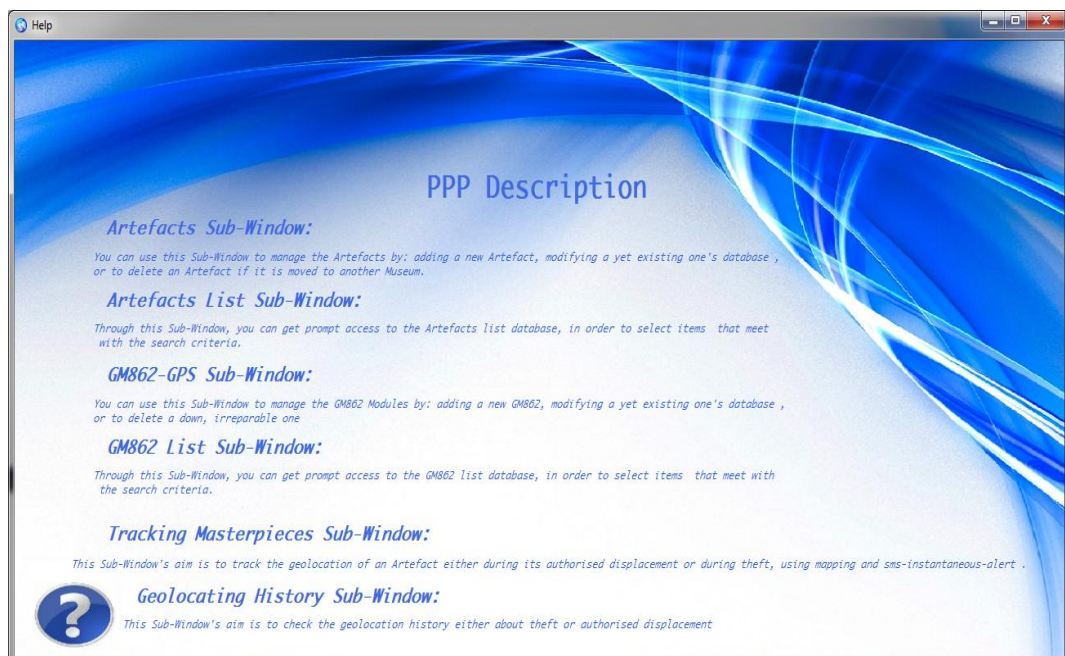 Help
PPP Description
Artefacts Sub-Window:
You can use this Sub-Window to manage the Artefacts by: adding a new Artefact, modifying a yet existing one's database ,
or to delete an Artefact if it is moved to another Museum.
Artefacts List Sub-Window:
Through this Sub-Window, you can get prompt access to the Artefacts list database, in order to select items that meet
with the search criteria.
GM862-GPS Sub-Window:
You can use this Sub-Window to manage the GM862 Modules by: adding a new GM862, modifying a yet existing one's database ,
or to delete a down, irreparable one
GM862 List Sub-Window:
Through this Sub-Window, you can get prompt access to the GM862 list database, in order to select items that meet with
the search criteria.
Tracking Masterpieces Sub-Window:
This Sub-Window's aim is to track the geolocation of an Artefact either during its authorised displacement or during theft, using mapping and sms-instantaneous-alert .
Geolocating History Sub-Window:
This Sub-Window's aim is to check the geolocation history either about theft or authorised displacement